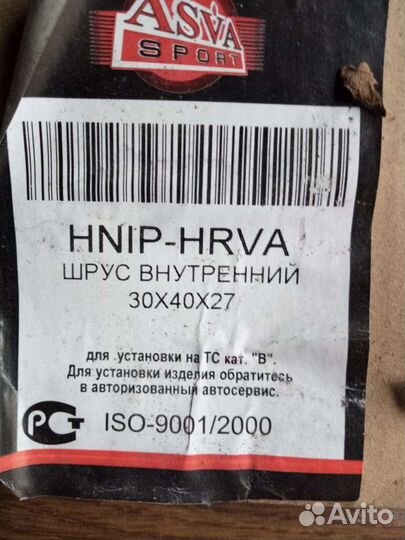 ASVA
SPORT
HNIP-HRVA
ШРУС ВНУТРЕННИЙ
30X40X27
для установки на ТС кат. "В".
Для установки изделия обратитесь
в авторизованный автосервис.
РСТ
ISO-9001/2000
Avito